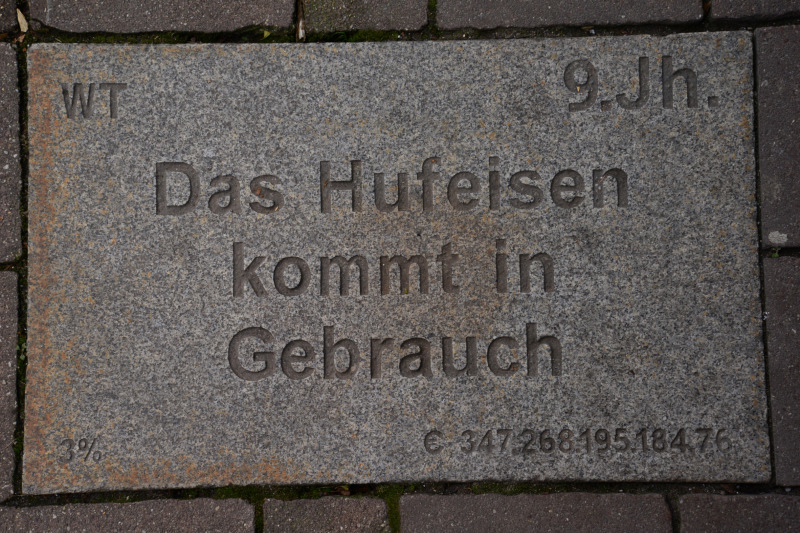 WT 9.Jh.
Das Hufeisen
kommt in
Gebrauch
3% € 347.268.195.184.76